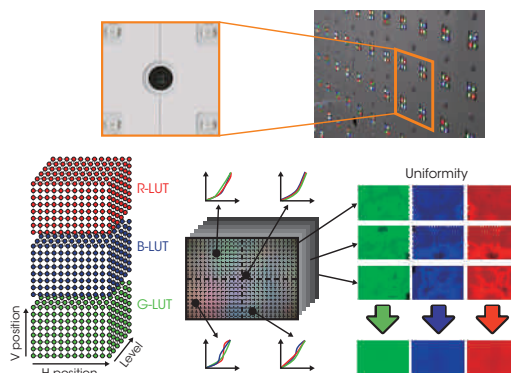 Uniformity
R-LUT
B-LUT
G-LUT
V position
H position
Level